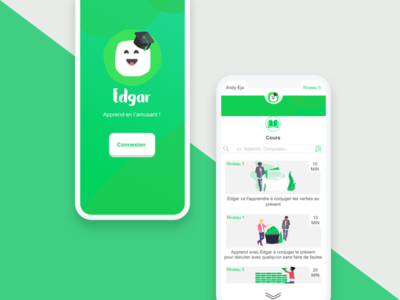 Edgar
Apprend en t'amusant !
Connexion
Andy Eja
Niveau 5
Cours
ex: Adjectifs, Conjonctes...
Niveau 1
10
MIN
Edgar va t'apprendre à conjuger les verbes au
présent
Niveau 1
15
MIN
Apprend avec Edgar à conjuger le présent
pour discuter avec quelqu'un sans faire de fautes
Niveau 5
20
MIN